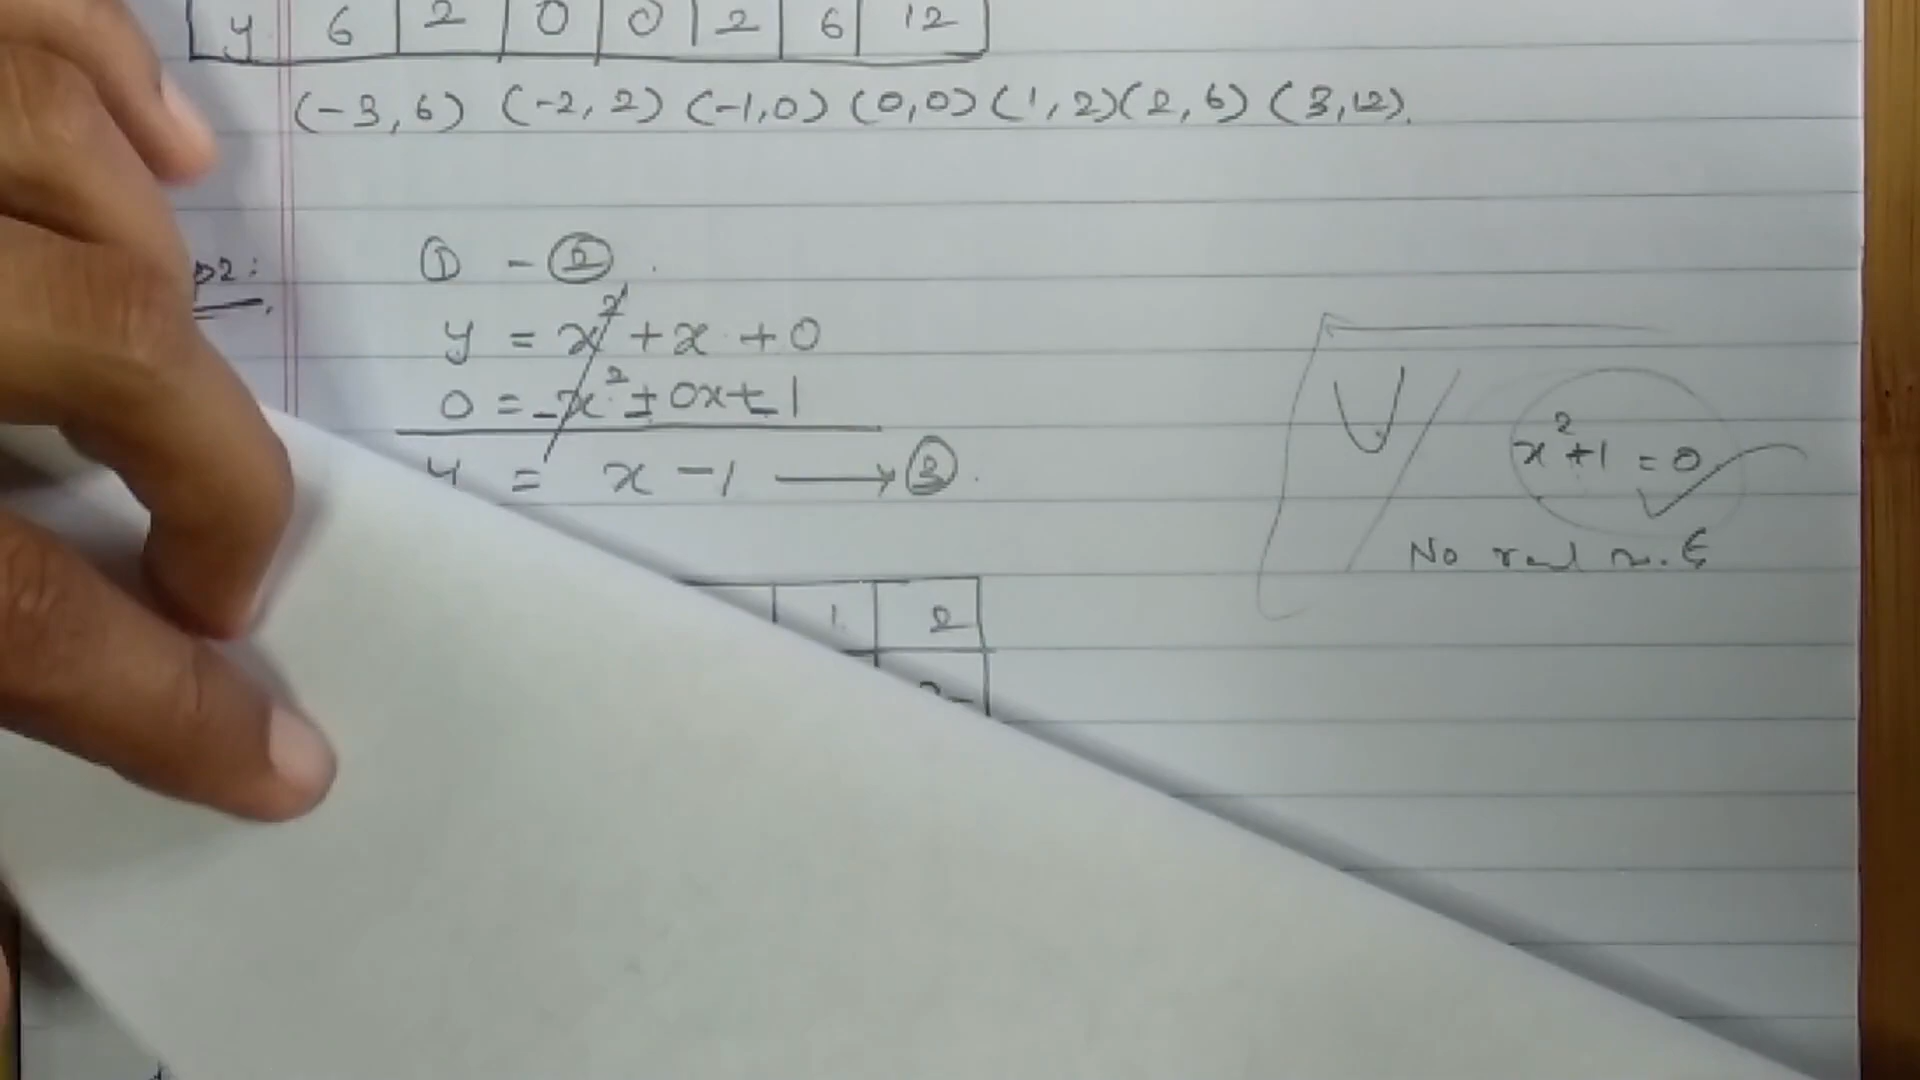 y 6 2 0 0 2 6 12
(-3,6) (-2,2) (-1,0) (0,0) (1,2) (2,6) (3,12).
p2:
① - ②.
y = x² + x + 0
0 = -x² ± 0x ± 1
y = x - 1 → ③.
1 2
x² + 1 = 0
No